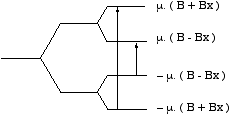 μ. ( B + Bx )
μ. ( B - Bx )
– μ. ( B - Bx )
– μ. ( B + Bx )